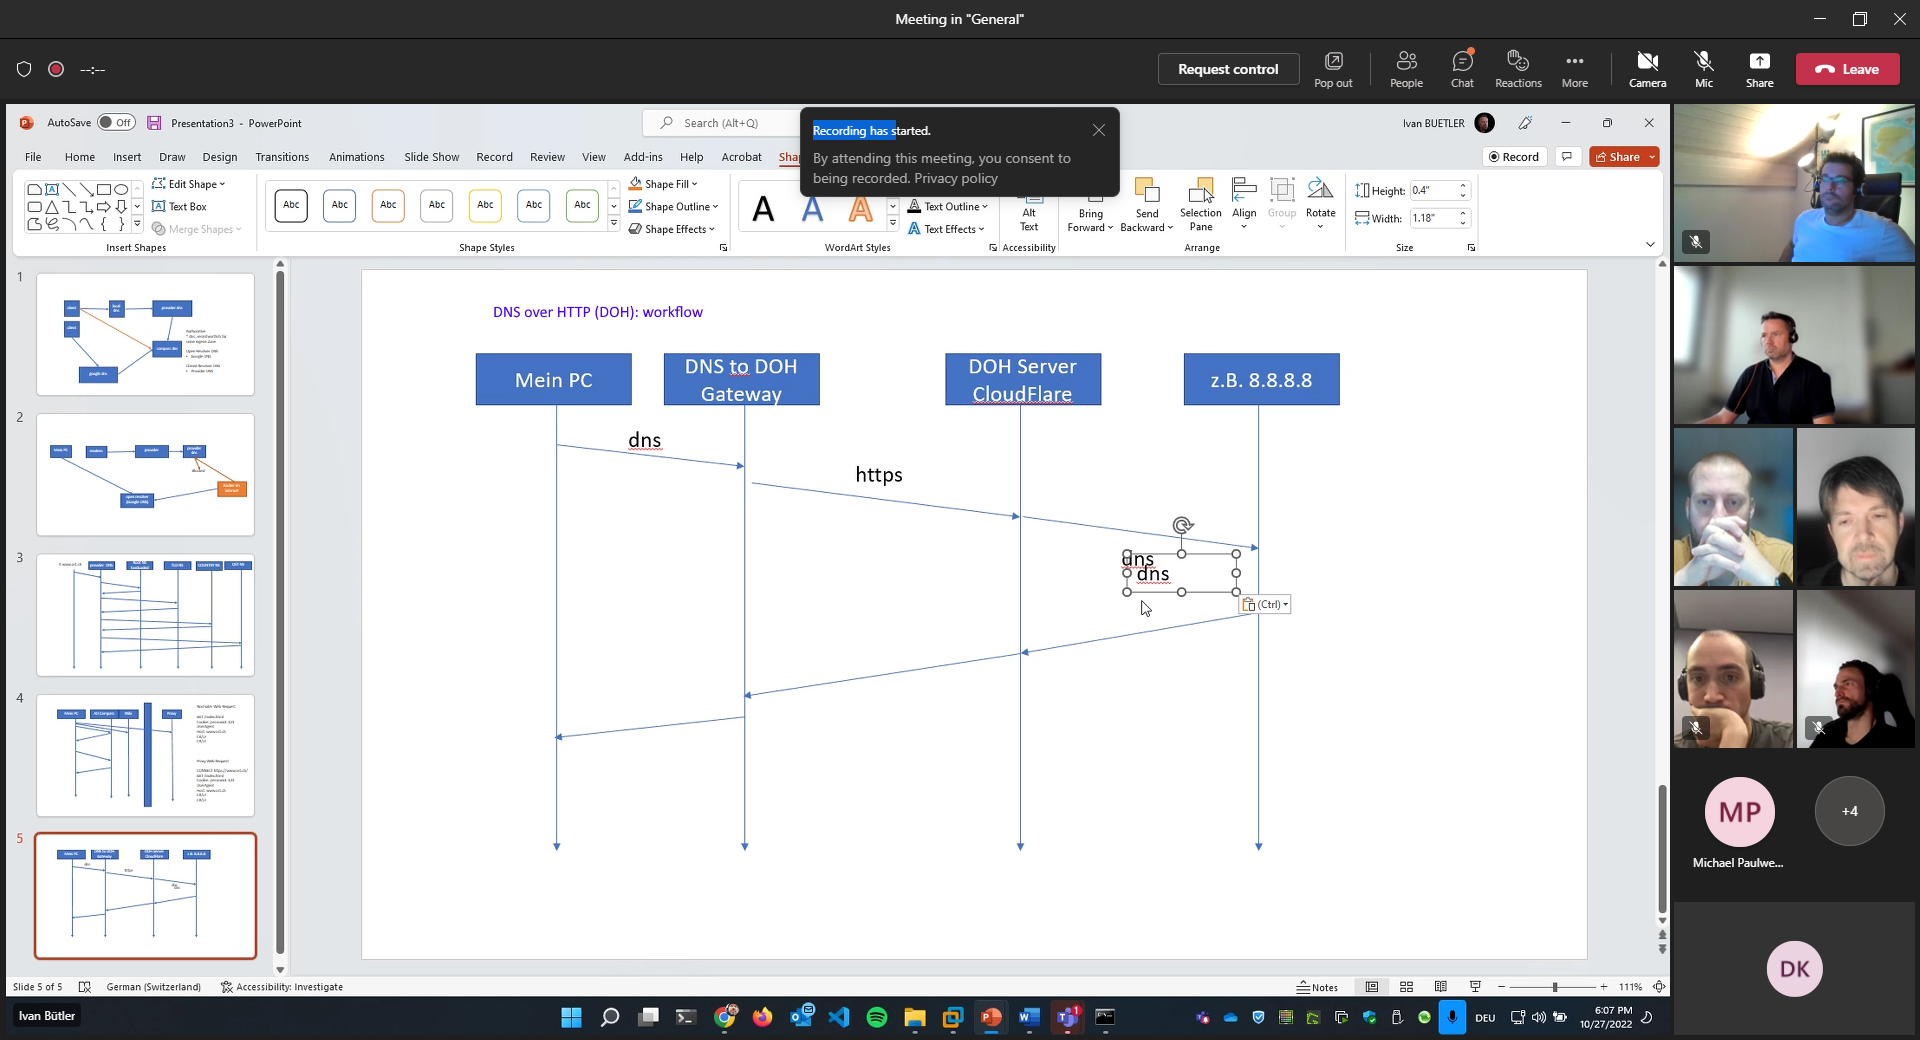 Meeting in "General"
--:--
Request control
Pop out
People
Chat
Reactions
More
Camera
Mic
Share
Leave
AutoSave
Off
Presentation3 - PowerPoint
Search (Alt+Q)
Ivan BUETLER
Recording has started.
By attending this meeting, you consent to
being recorded. Privacy policy
File
Home
Insert
Draw
Design
Transitions
Animations
Slide Show
Record
Review
View
Add-ins
Help
Acrobat
Record
Share
Edit Shape
Text Box
Merge Shapes
Insert Shapes
Abc
Abc
Abc
Abc
Abc
Abc
Abc
Shape Fill
Shape Outline
Shape Effects
Shape Styles
A
A
A
Text Outline
Text Effects
WordArt Styles
Alt
Text
Accessibility
Bring
Forward
Send
Backward
Selection
Pane
Align
Group
Rotate
Arrange
Height:
0.4"
Width:
1.18"
Size
1
2
3
4
5
DNS over HTTP (DOH): workflow
Mein PC
DNS to DOH
Gateway
DOH Server
CloudFlare
z.B. 8.8.8.8
dns
https
dns
dns
(Ctrl)
MP
+4
Michael Paulwe...
DK
Slide 5 of 5
German (Switzerland)
Accessibility: Investigate
Notes
111%
Ivan Bütler
DEU
6:07 PM
10/27/2022